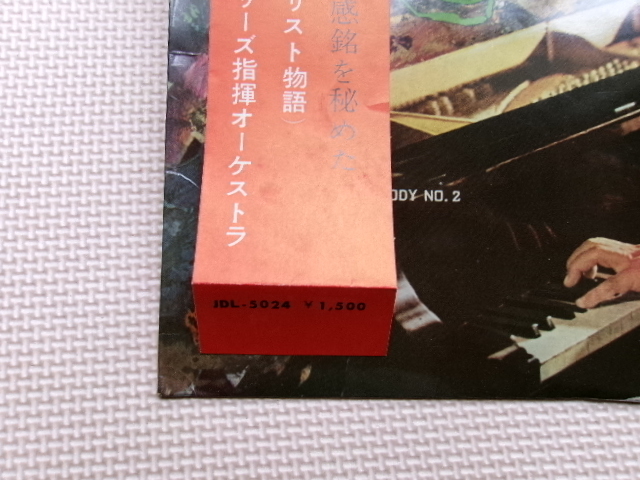 感銘を秘めた
リスト物語）
リーズ指揮オーケストラ
ODY NO. 2
JDL-5024 ￥1,500